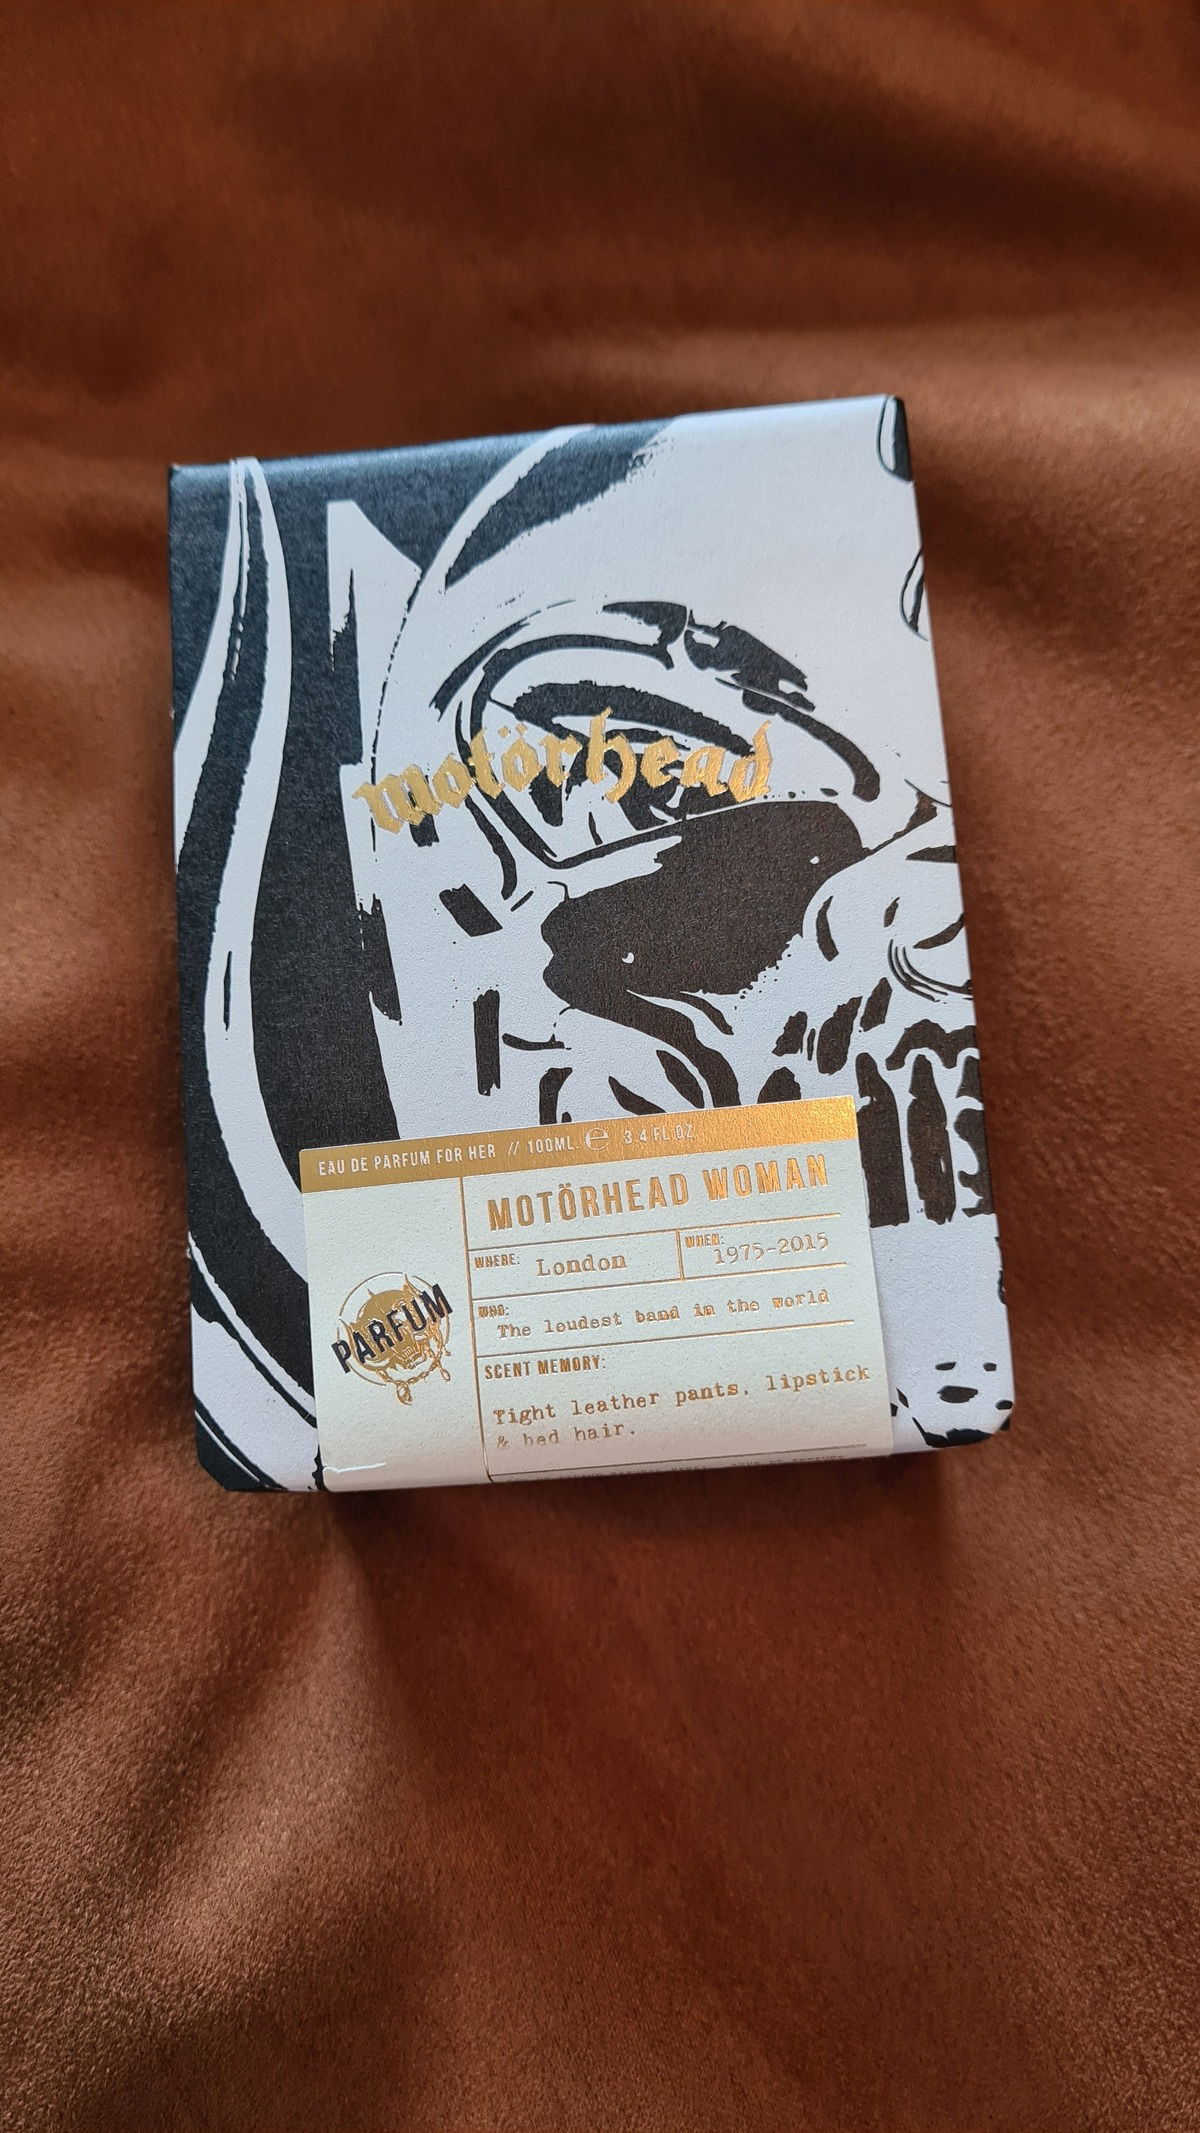 motörhead
EAU DE PARFUM FOR HER // 100ML. ℮ 3.4 FL.OZ
MOTÖRHEAD WOMAN
WHERE: London
WHEN: 1975-2015
WHO: The loudest band in the world
PARFUM
SCENT MEMORY:
Tight leather pants, lipstick
& bed hair.